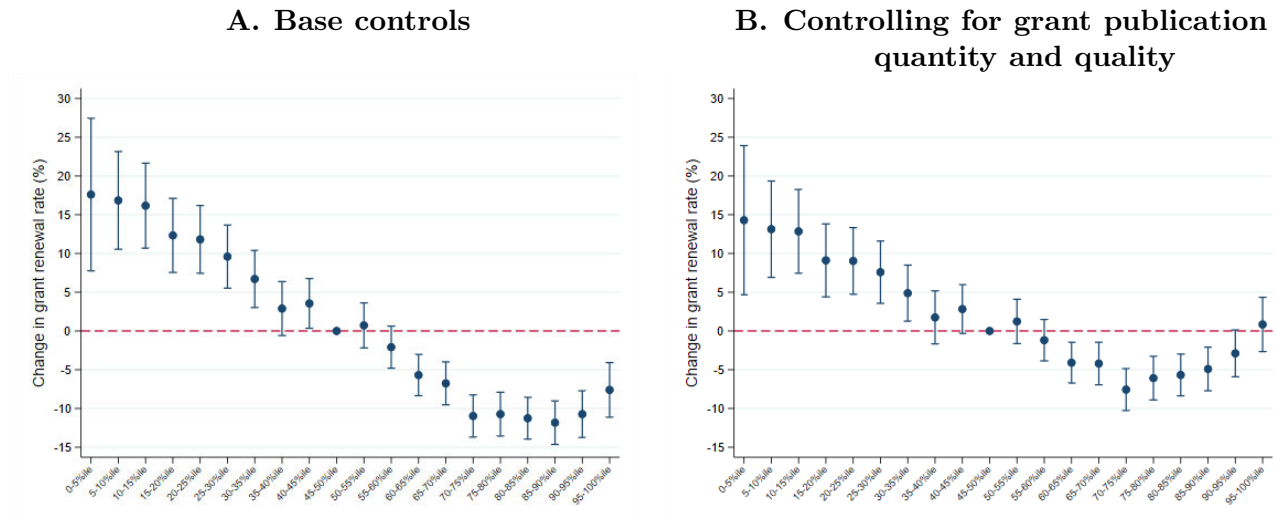 A. Base controls
30
25
20
15
10
5
0
-5
-10
-15
Change in grant renewal rate (%)
0-5%ile
5-10%ile
10-15%ile
15-20%ile
20-25%ile
25-30%ile
30-35%ile
35-40%ile
40-45%ile
45-50%ile
50-55%ile
55-60%ile
60-65%ile
65-70%ile
70-75%ile
75-80%ile
80-85%ile
85-90%ile
90-95%ile
95-100%ile
B. Controlling for grant publication
quantity and quality
30
25
20
15
10
5
0
-5
-10
-15
Change in grant renewal rate (%)
0-5%ile
5-10%ile
10-15%ile
15-20%ile
20-25%ile
25-30%ile
30-35%ile
35-40%ile
40-45%ile
45-50%ile
50-55%ile
55-60%ile
60-65%ile
65-70%ile
70-75%ile
75-80%ile
80-85%ile
85-90%ile
90-95%ile
95-100%ile